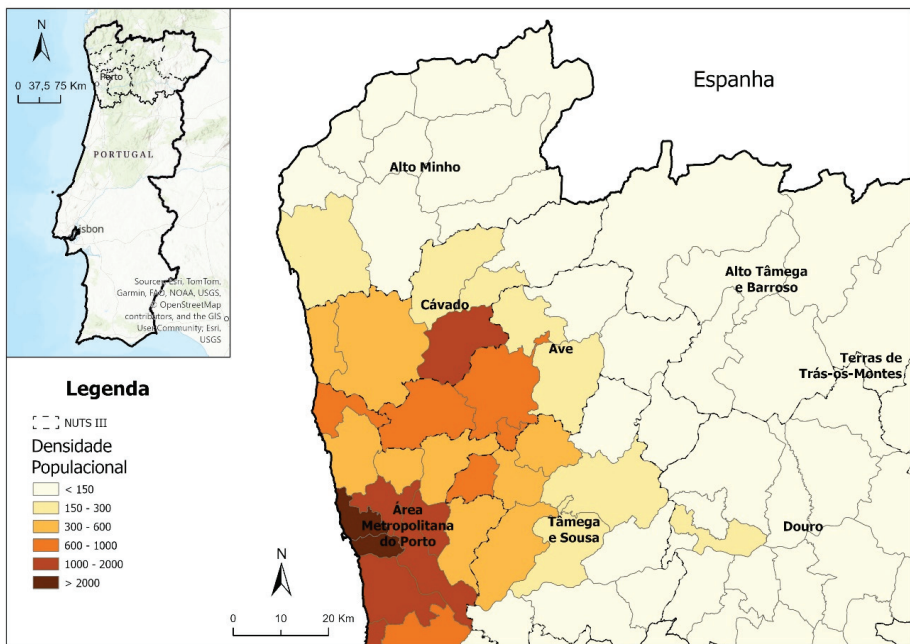 N
0 37,5 75 Km
Porto
PORTUGAL
Lisbon
Sources: Esri, TomTom,
Garmin, FAO, NOAA, USGS,
© OpenStreetMap
contributors, and the GIS
User Community; Esri,
USGS
Espanha
Alto Minho
Alto Tâmega
e Barroso
Cávado
Ave
Terras de
Trás-os-Montes
Área
Metropolitana
do Porto
Tâmega
e Sousa
Douro
Legenda
NUTS III
Densidade
Populacional
< 150
150 - 300
300 - 600
600 - 1000
1000 - 2000
> 2000
N
0 10 20 Km